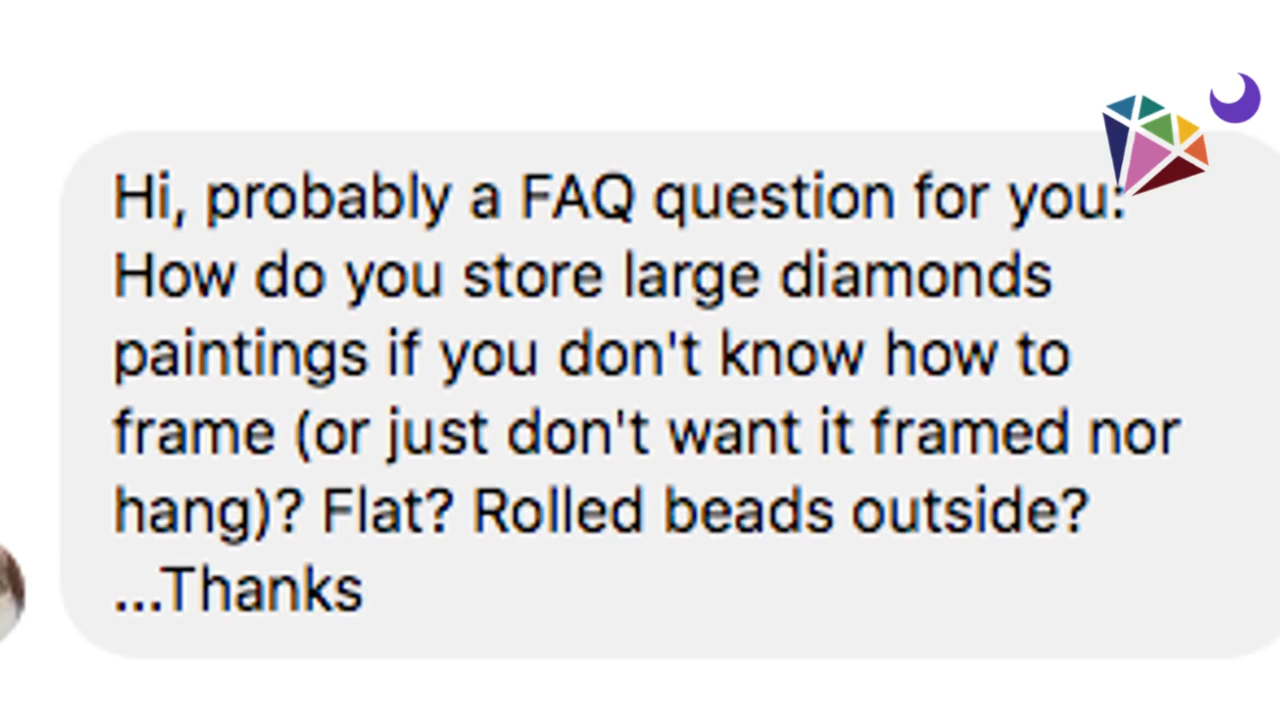 Hi, probably a FAQ question for you:
How do you store large diamonds
paintings if you don't know how to
frame (or just don't want it framed nor
hang)? Flat? Rolled beads outside?
...Thanks